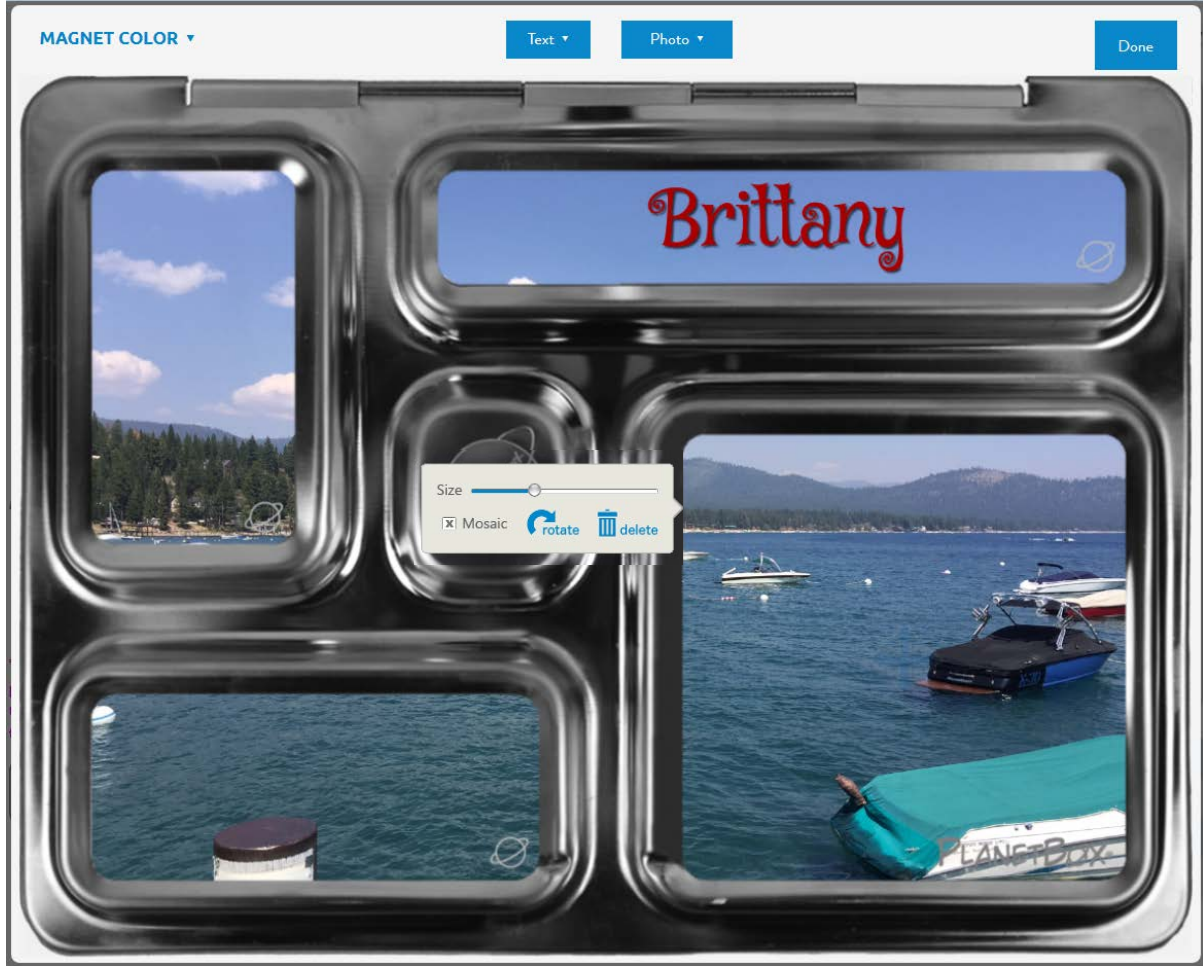 MAGNET COLOR ▾
Text ▾
Photo ▾
Done
Brittany
Size
Mosaic
rotate
delete
PLANETBOX